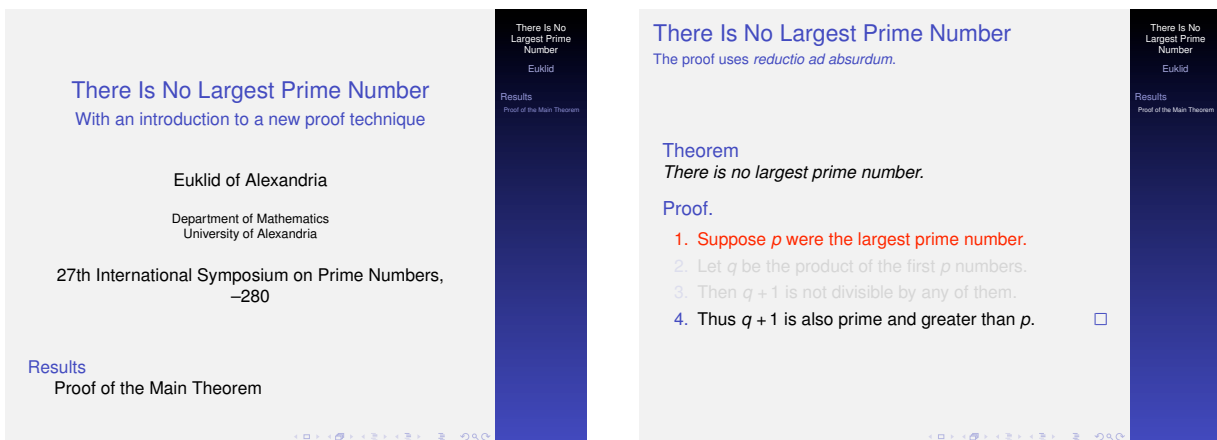 There Is No Largest Prime Number
With an introduction to a new proof technique
Euklid of Alexandria
Department of Mathematics
University of Alexandria
27th International Symposium on Prime Numbers,
–280
Results
Proof of the Main Theorem
There Is No
Largest Prime
Number
Euklid
Results
Proof of the Main Theorem
There Is No Largest Prime Number
The proof uses reductio ad absurdum.
Theorem
There is no largest prime number.
Proof.
1. Suppose p were the largest prime number.
2. Let q be the product of the first p numbers.
3. Then q + 1 is not divisible by any of them.
4. Thus q + 1 is also prime and greater than p.
There Is No
Largest Prime
Number
Euklid
Results
Proof of the Main Theorem